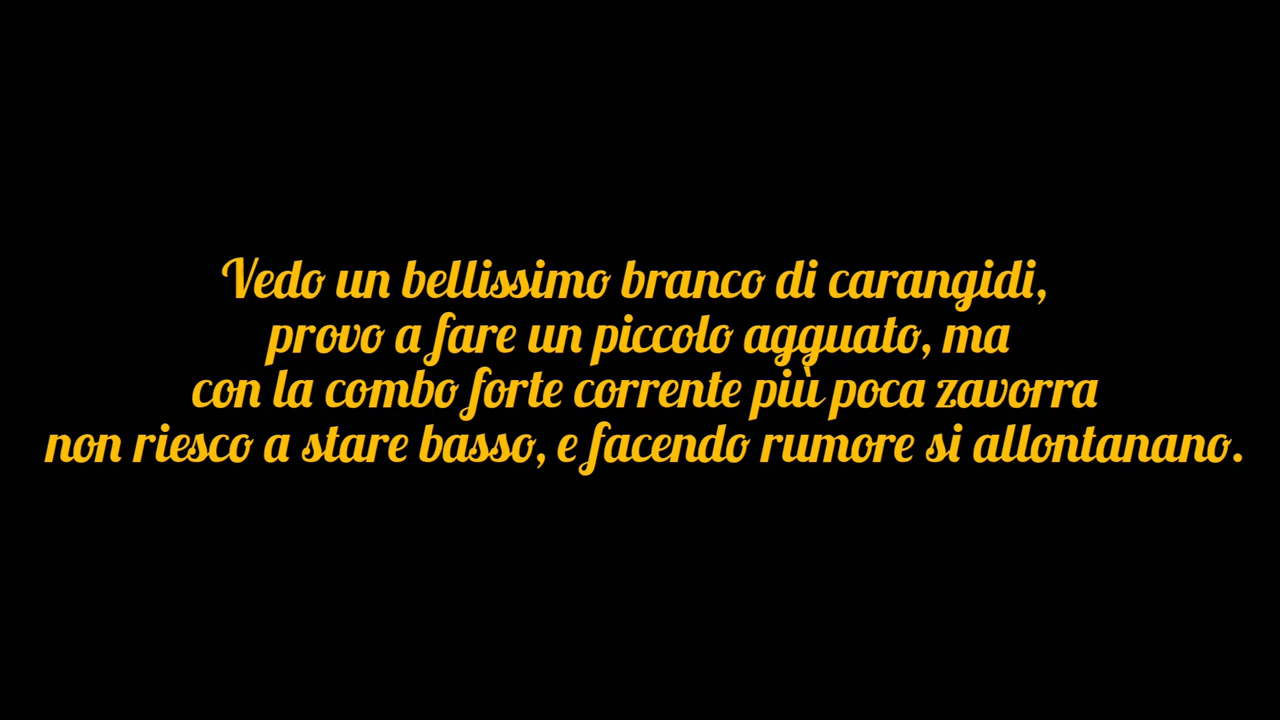 Vedo un bellissimo branco di carangidi,
provo a fare un piccolo agguato, ma
con la combo forte corrente più poca zavorra
non riesco a stare basso, e facendo rumore si allontanano.